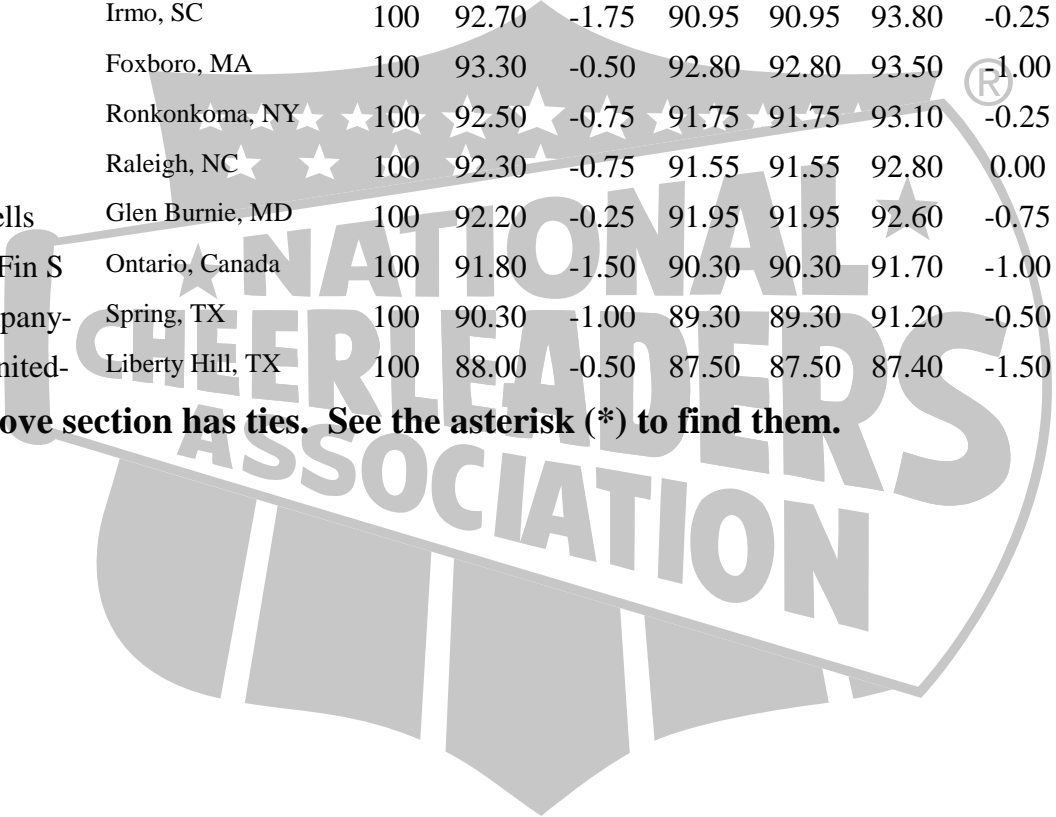 Irmo, SC 100 92.70 -1.75 90.95 90.95 93.80 -0.25
Foxboro, MA 100 93.30 -0.50 92.80 92.80 93.50 -1.00
Ronkonkoma, NY 100 92.50 -0.75 91.75 91.75 93.10 -0.25
Raleigh, NC 100 92.30 -0.75 91.55 91.55 92.80 0.00
ells Glen Burnie, MD 100 92.20 -0.25 91.95 91.95 92.60 -0.75
Fin S Ontario, Canada 100 91.80 -1.50 90.30 90.30 91.70 -1.00
pany- Spring, TX 100 90.30 -1.00 89.30 89.30 91.20 -0.50
nited- Liberty Hill, TX 100 88.00 -0.50 87.50 87.50 87.40 -1.50
ove section has ties. See the asterisk (*) to find them.
®
NATIONAL
CHEERLEADERS
ASSOCIATION